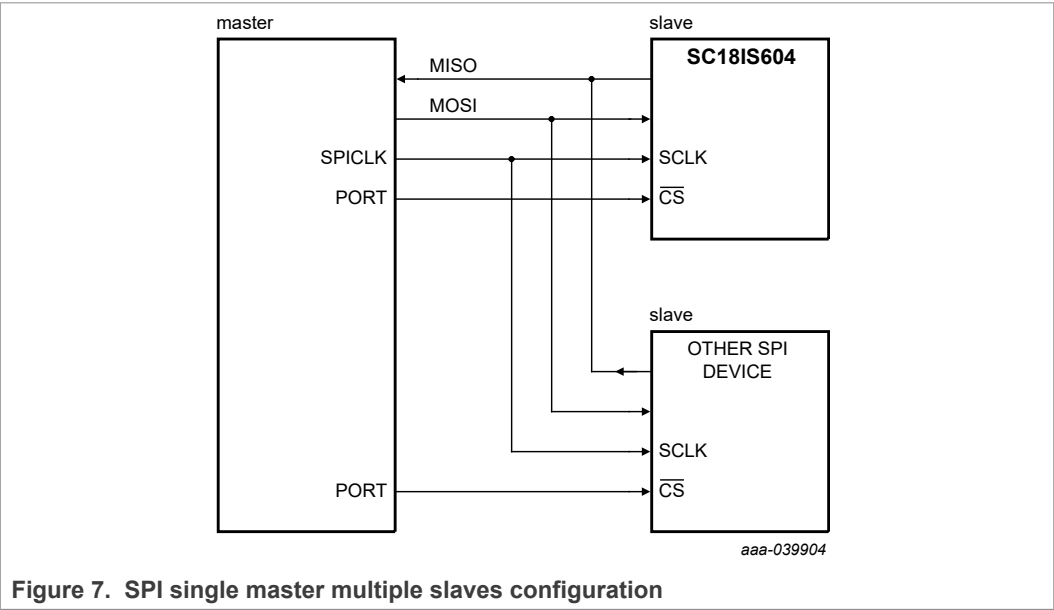 master
slave
SC18IS604
MISO
MOSI
SPICLK
SCLK
PORT
CS
slave
OTHER SPI
DEVICE
SCLK
PORT
CS
aaa-039904
Figure 7. SPI single master multiple slaves configuration